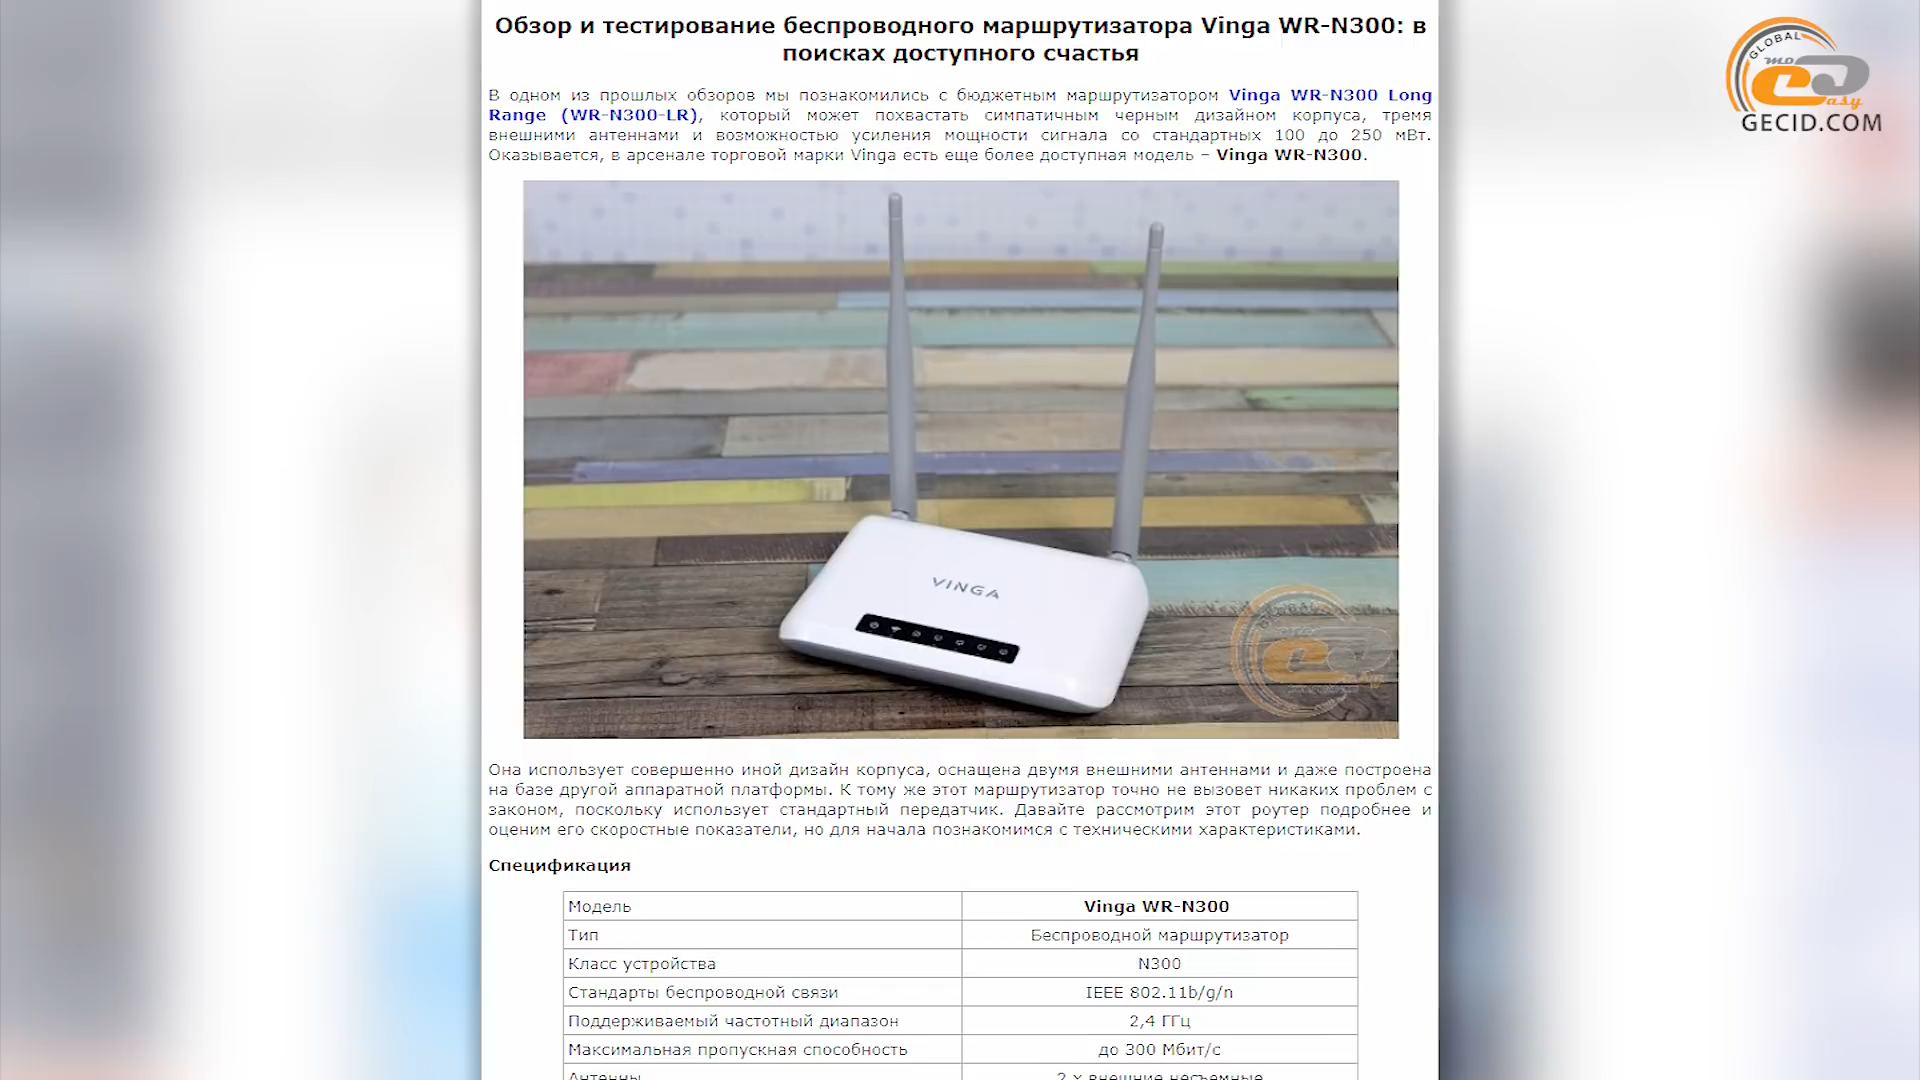 Обзор и тестирование беспроводного маршрутизатора Vinga WR-N300: в
поисках доступного счастья
GLOBAL
easy
GECID.COM
В одном из прошлых обзоров мы познакомились с бюджетным маршрутизатором Vinga WR-N300 Long
Range (WR-N300-LR), который может похвастать симпатичным черным дизайном корпуса, тремя
внешними антеннами и возможностью усиления мощности сигнала со стандартных 100 до 250 мВт.
Оказывается, в арсенале торговой марки Vinga есть еще более доступная модель – Vinga WR-N300.
VINGA
Она использует совершенно иной дизайн корпуса, оснащена двумя внешними антеннами и даже построена
на базе другой аппаратной платформы. К тому же этот маршрутизатор точно не вызовет никаких проблем с
законом, поскольку использует стандартный передатчик. Давайте рассмотрим этот роутер подробнее и
оценим его скоростные показатели, но для начала познакомимся с техническими характеристиками.
Спецификация
Модель Vinga WR-N300
Тип Беспроводной маршрутизатор
Класс устройства N300
Стандарты беспроводной связи IEEE 802.11b/g/n
Поддерживаемый частотный диапазон 2,4 ГГц
Максимальная пропускная способность до 300 Мбит/с
Антенны 2 x внешние несъемные